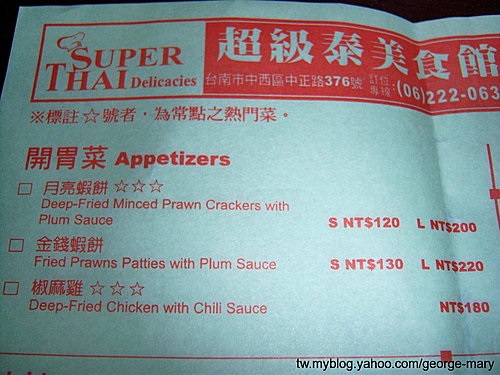 SUPER THAI Delicacies
超級泰美食館
台南市中西區中正路376號 訂位專線:(06)222-063
※標註☆號者，為常點之熱門菜。
開胃菜 Appetizers
□ 月亮蝦餅 ☆☆☆
Deep-Fried Minced Prawn Crackers with
Plum Sauce S NT$120 L NT$200
□ 金錢蝦餅
Fried Prawns Patties with Plum Sauce S NT$130 L NT$220
□ 椒麻雞 ☆☆☆
Deep-Fried Chicken with Chili Sauce NT$180
tw.myblog.yahoo.com/george-mary